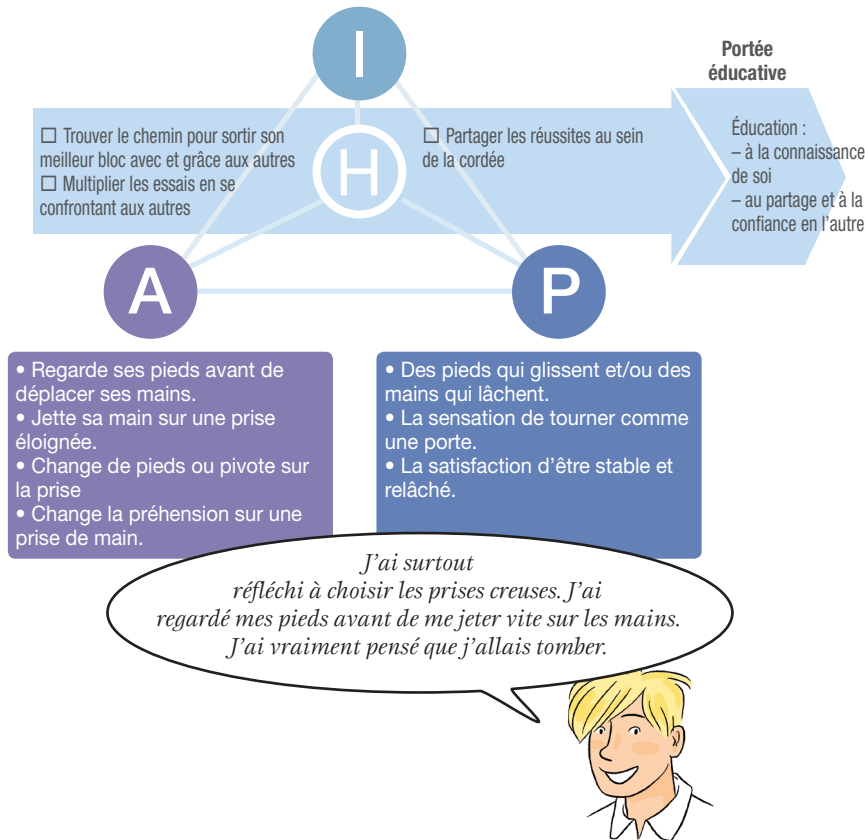 I
Portée
éducative
☐ Trouver le chemin pour sortir son
meilleur bloc avec et grâce aux autres
☐ Multiplier les essais en se
confrontant aux autres
H
☐ Partager les réussites au sein
de la cordée
Éducation :
– à la connaissance
de soi
– au partage et à la
confiance en l'autre
A
P
• Regarde ses pieds avant de
déplacer ses mains.
• Jette sa main sur une prise
éloignée.
• Change de pieds ou pivote sur
la prise
• Change la préhension sur une
prise de main.
• Des pieds qui glissent et/ou des
mains qui lâchent.
• La sensation de tourner comme
une porte.
• La satisfaction d'être stable et
relâché.
J'ai surtout
réfléchi à choisir les prises creuses. J'ai
regardé mes pieds avant de me jeter vite sur les mains.
J'ai vraiment pensé que j'allais tomber.